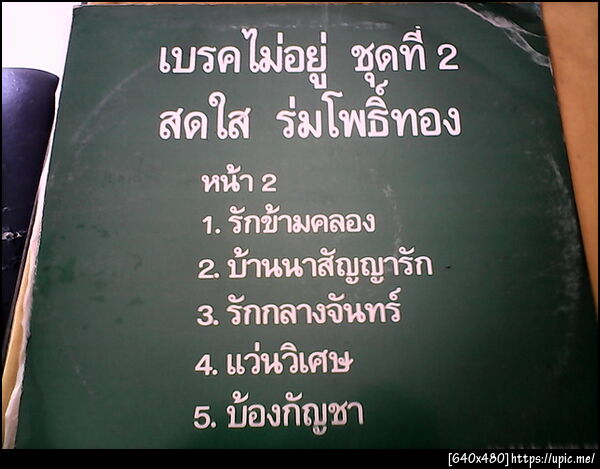 เบรคไม่อยู่ ชุดที่ 2
สดใส ร่มโพธิ์ทอง
หน้า 2
1. รักข้ามคลอง
2. บ้านนาสัญญารัก
3. รักกลางจันทร์
4. แว่นวิเศษ
5. บ้องกัญชา
[640x480]https://upic.me/